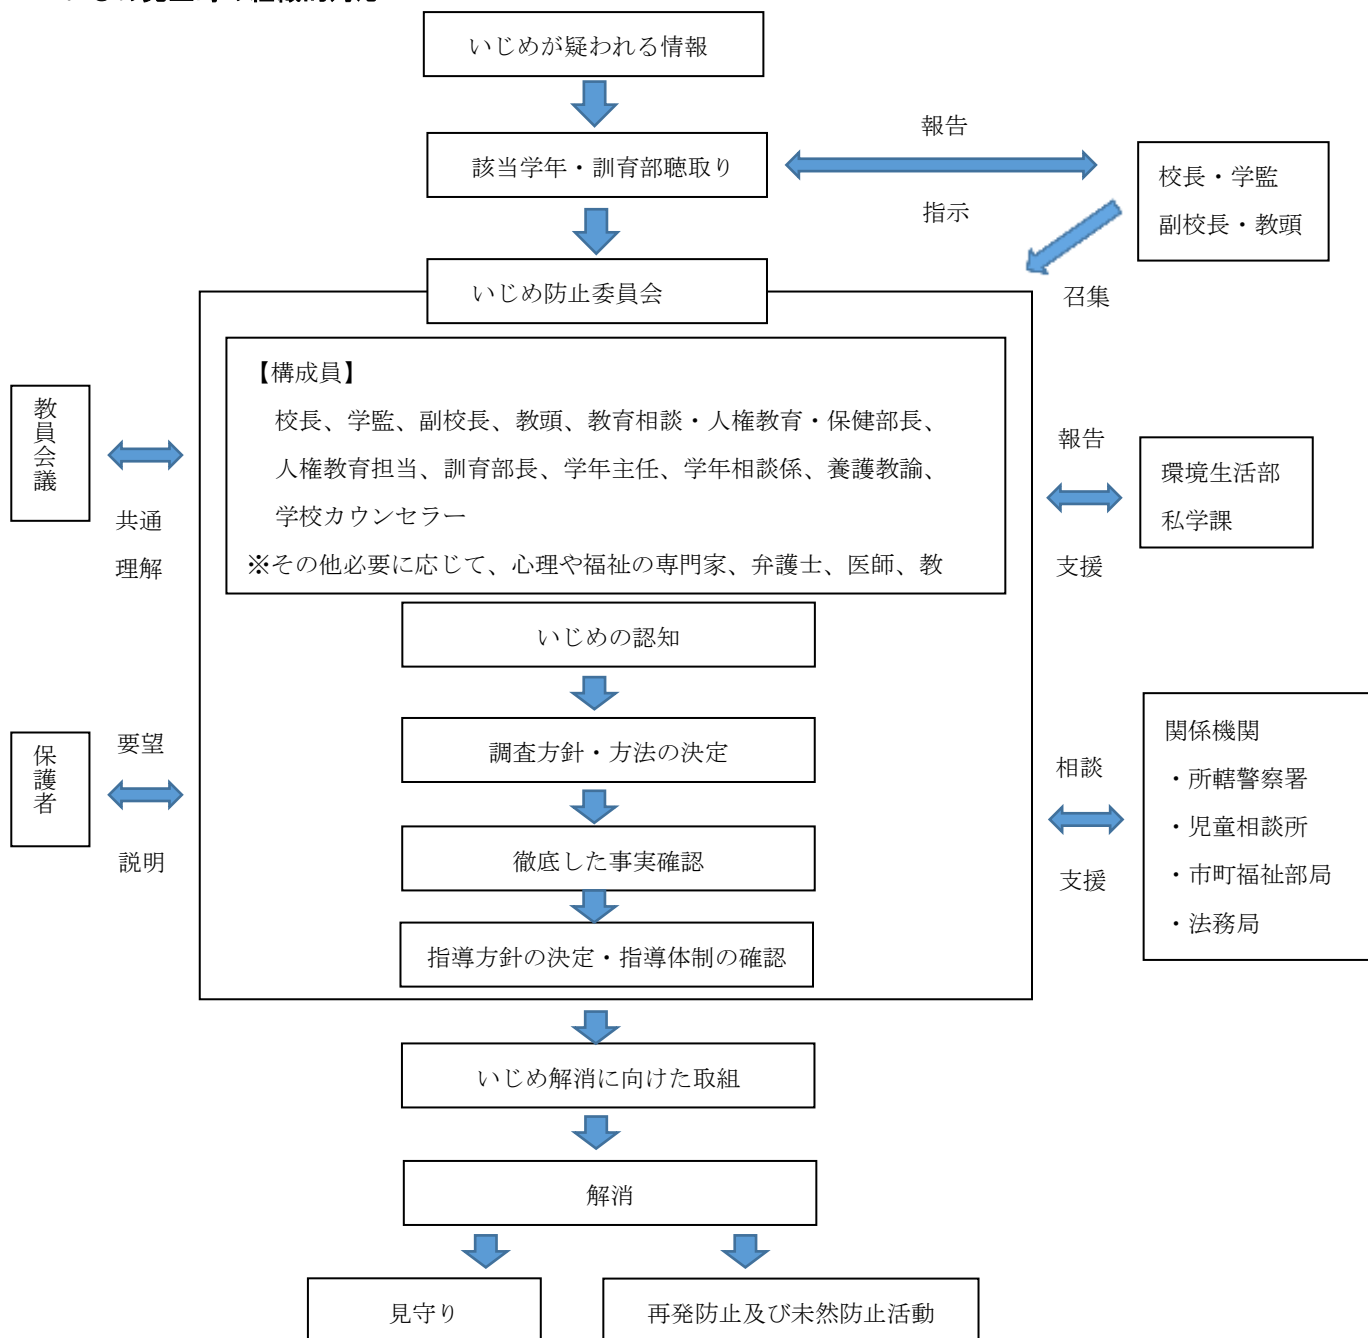 いじめが疑われる情報
該当学年・訓育部聴取り
報告
指示
校長・学監
副校長・教頭
召集
いじめ防止委員会
【構成員】
校長、学監、副校長、教頭、教育相談・人権教育・保健部長、
人権教育担当、訓育部長、学年主任、学年相談係、養護教諭、
学校カウンセラー
※その他必要に応じて、心理や福祉の専門家、弁護士、医師、教
教員会議
共通
理解
報告
支援
環境生活部
私学課
いじめの認知
調査方針・方法の決定
徹底した事実確認
指導方針の決定・指導体制の確認
保護者
要望
説明
相談
支援
関係機関
・所轄警察署
・児童相談所
・市町福祉部局
・法務局
いじめ解消に向けた取組
解消
見守り
再発防止及び未然防止活動